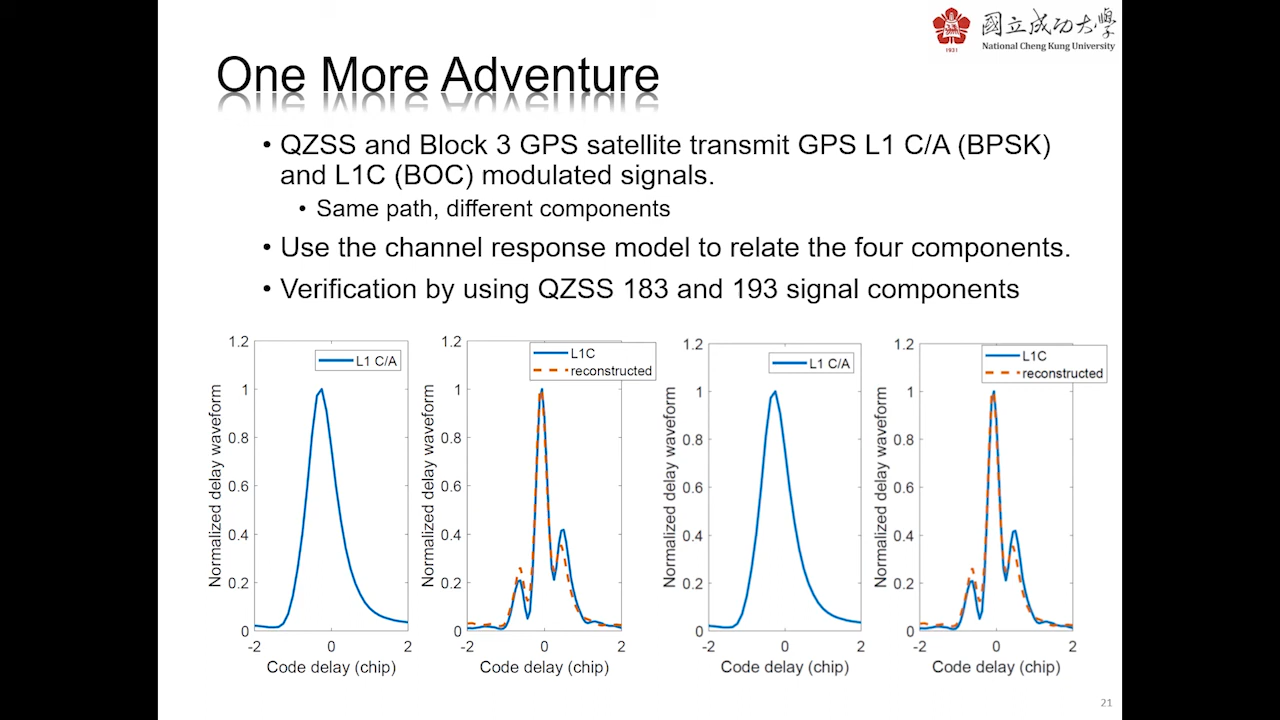 國立成功大學
1931
National Cheng Kung University
One More Adventure
• QZSS and Block 3 GPS satellite transmit GPS L1 C/A (BPSK)
and L1C (BOC) modulated signals.
• Same path, different components
• Use the channel response model to relate the four components.
• Verification by using QZSS 183 and 193 signal components
Normalized delay waveform
1.2
1
0.8
0.6
0.4
0.2
0
L1 C/A
-2 0 2
Code delay (chip)
Normalized delay waveform
1.2
1
0.8
0.6
0.4
0.2
0
L1C
reconstructed
-2 0 2
Code delay (chip)
Normalized delay waveform
1.2
1
0.8
0.6
0.4
0.2
0
L1 C/A
-2 0 2
Code delay (chip)
Normalized delay waveform
1.2
1
0.8
0.6
0.4
0.2
0
L1C
reconstructed
-2 0 2
Code delay (chip)
21